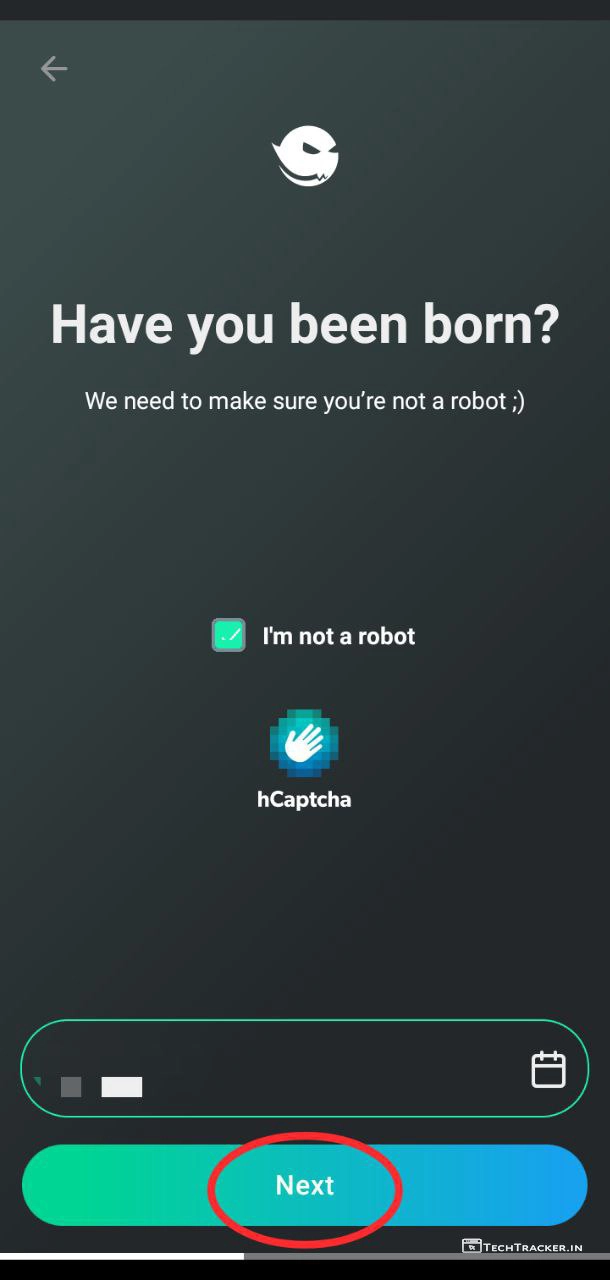 Have you been born?
We need to make sure you’re not a robot ;)
I'm not a robot
hCaptcha
Next
TECHTRACKER.IN